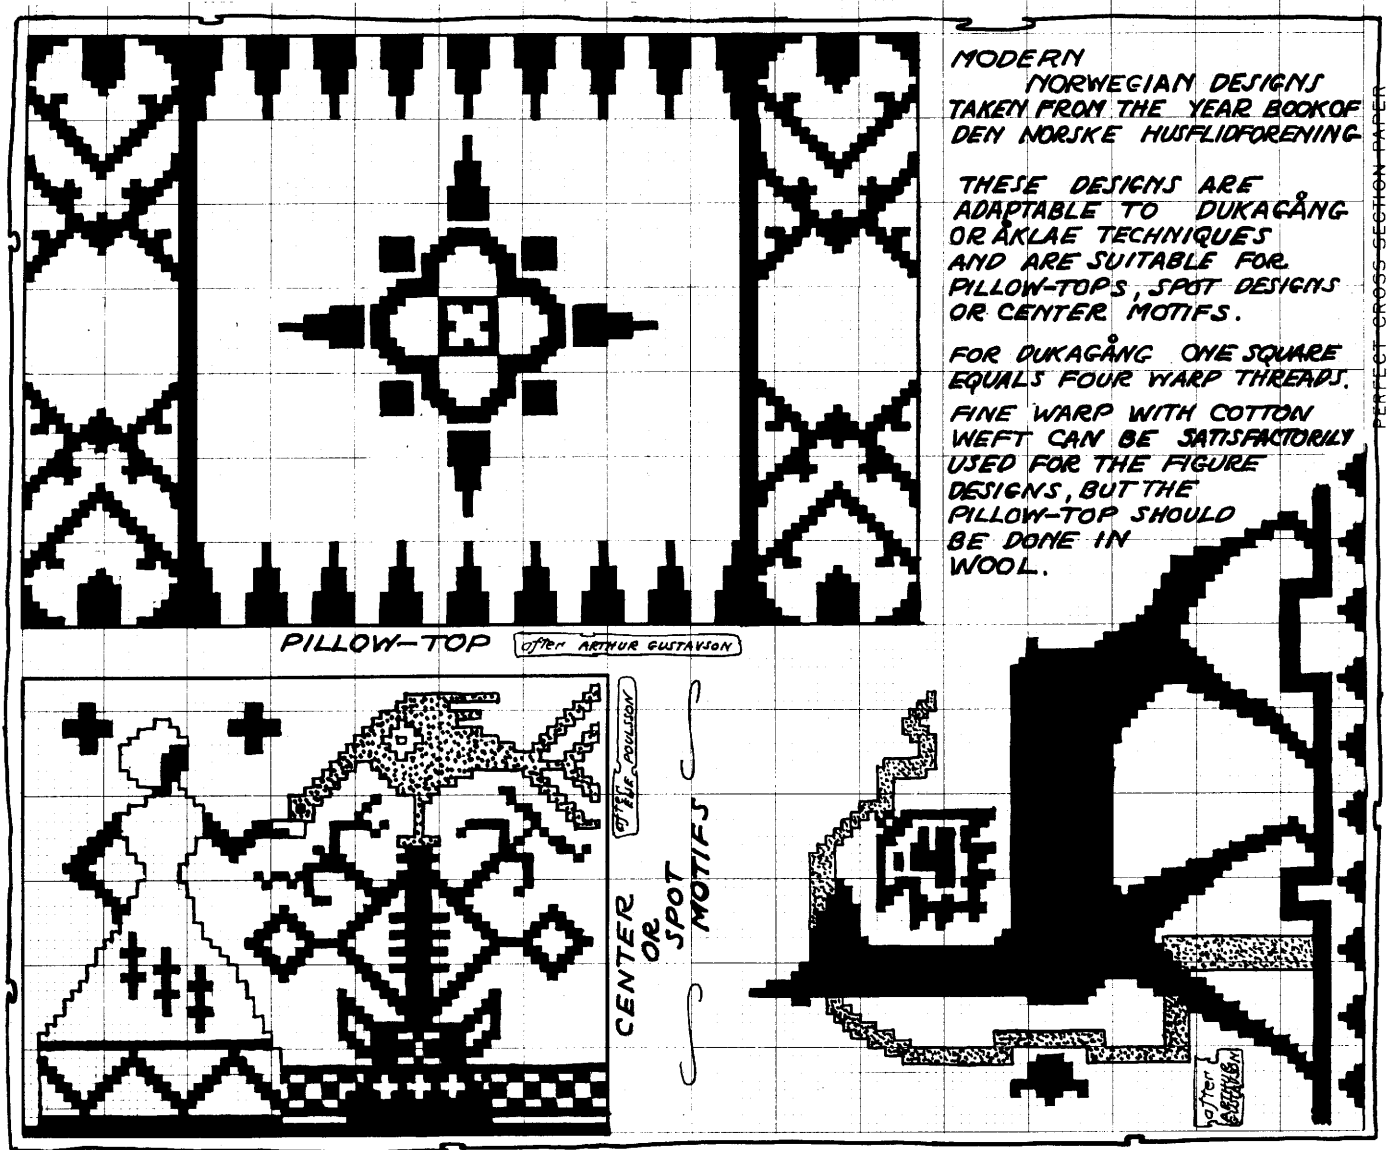 MODERN
NORWEGIAN DESIGNS
TAKEN FROM THE YEAR BOOK OF
DEN NORSKE HUSFLIDFORENING
THESE DESIGNS ARE
ADAPTABLE TO DUKAGÅNG
OR ÅKLAE TECHNIQUES
AND ARE SUITABLE FOR
PILLOW-TOPS, SPOT DESIGNS
OR CENTER MOTIFS.
FOR DUKAGÅNG ONE SQUARE
EQUALS FOUR WARP THREADS.
FINE WARP WITH COTTON
WEFT CAN BE SATISFACTORILY
USED FOR THE FIGURE
DESIGNS, BUT THE
PILLOW-TOP SHOULD
BE DONE IN
WOOL.
PERFECT CROSS SECTION PAPER
PILLOW-TOP
after ARTHUR GUSTAVSON
after
POULSSON
CENTER
OR
SPOT
MOTIFS
after
GUSTAVSON